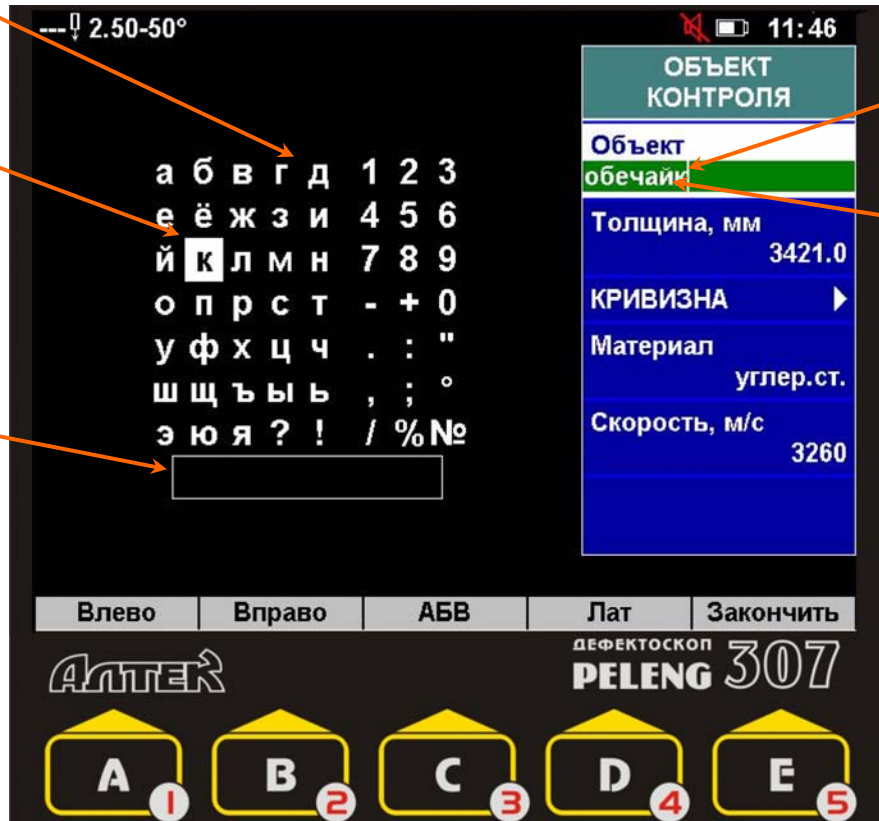 --- 2.50-50° 11:46
ОБЪЕКТ
КОНТРОЛЯ
Объект
обечайк
Толщина, мм
3421.0
КРИВИЗНА
Материал
углер.ст.
Скорость, м/с
3260
а б в г д 1 2 3
е ё ж з и 4 5 6
й к л м н 7 8 9
о п р с т - + 0
у ф х ц ч . : "
ш щ ъ ы ь , ; °
э ю я ? ! / % №
Влево Вправо АБВ Лат Закончить
АЛТЕК
ДЕФЕКТОСКОП
PELENG 307
A 1 B 2 C 3 D 4 E 5